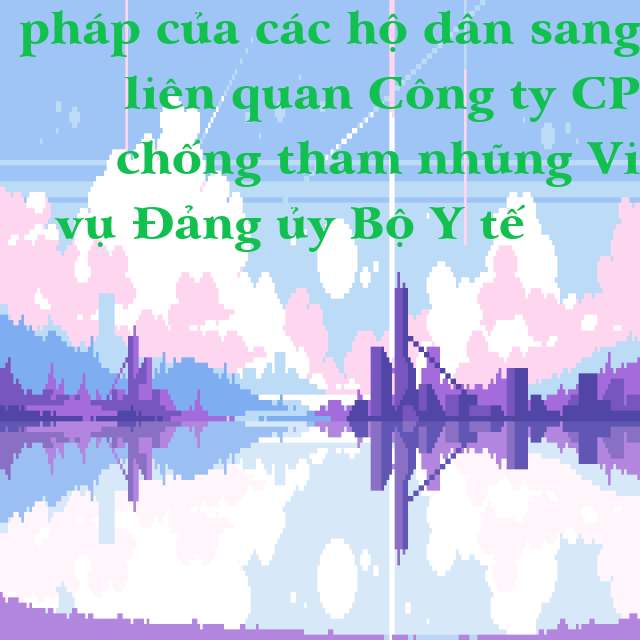 pháp của các hộ dân sang
liên quan Công ty CP
chống tham nhũng Vi
vụ Đảng ủy Bộ Y tế